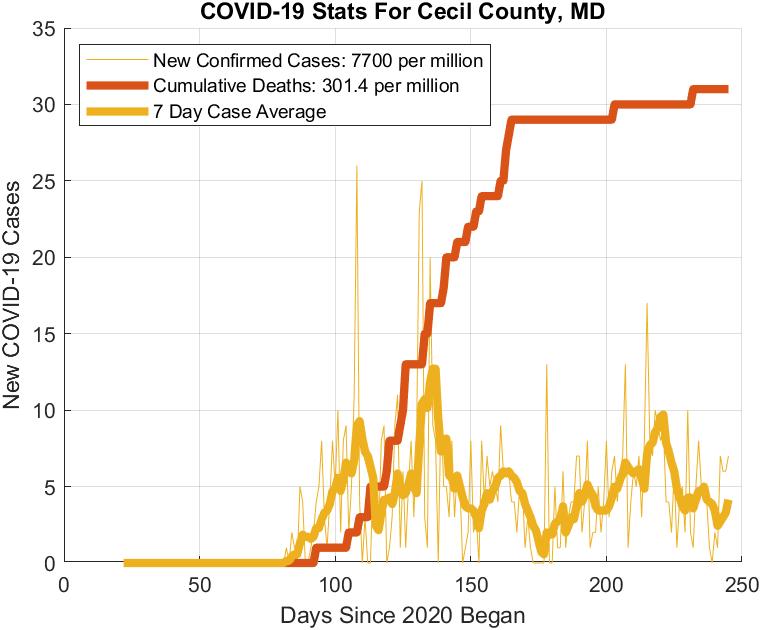 COVID-19 Stats For Cecil County, MD
New Confirmed Cases: 7700 per million
Cumulative Deaths: 301.4 per million
7 Day Case Average
New COVID-19 Cases
35
30
25
20
15
10
5
0
0 50 100 150 200 250
Days Since 2020 Began